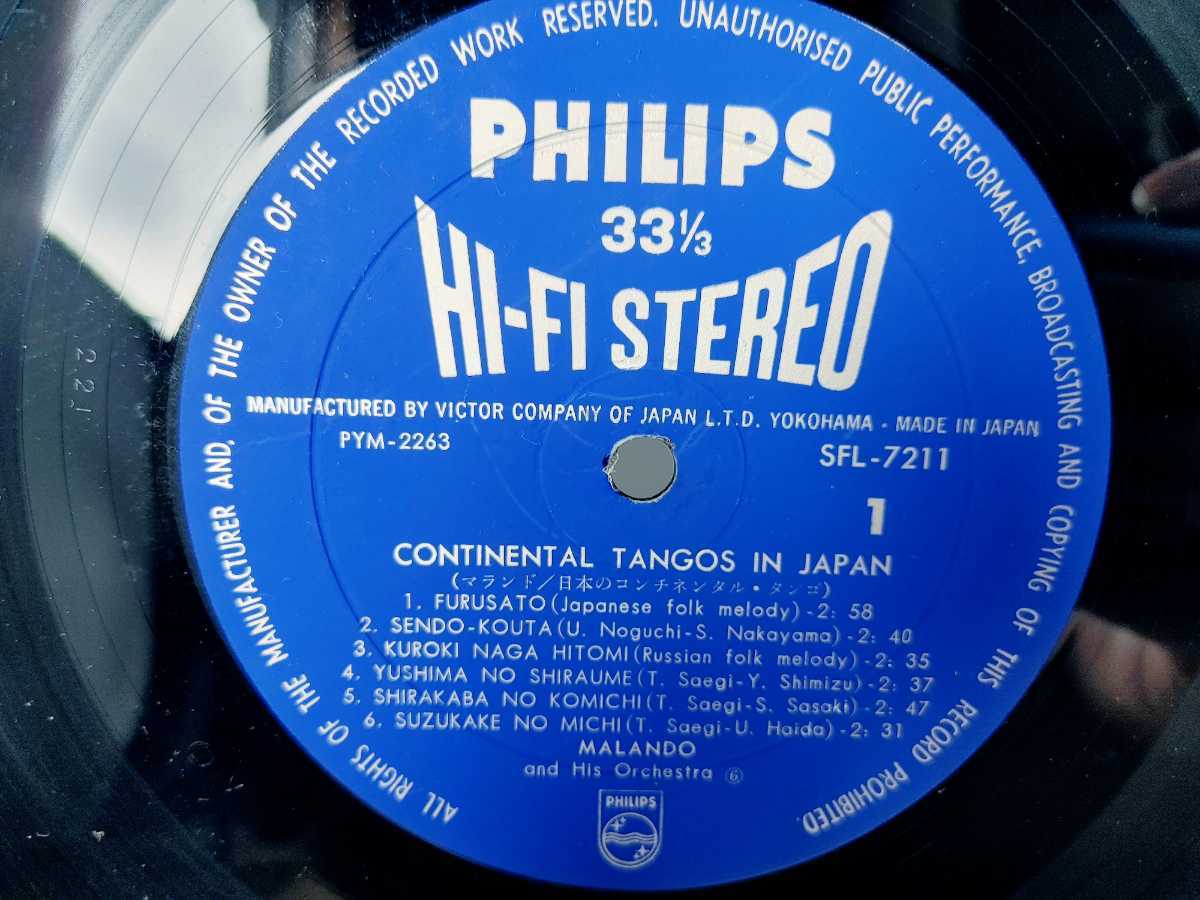 ALL RIGHTS OF THE MANUFACTURER AND, OF THE OWNER OF THE RECORDED WORK RESERVED. UNAUTHORISED PUBLIC PERFORMANCE, BROADCASTING AND COPYING OF THIS RECORD PROHIBITED.
PHILIPS
33⅓
HI-FI STEREO
MANUFACTURED BY VICTOR COMPANY OF JAPAN L.T.D. YOKOHAMA - MADE IN JAPAN
PYM-2263
SFL-7211
1
CONTINENTAL TANGOS IN JAPAN
(マランド/日本のコンチネンタル・タンゴ)
1. FURUSATO (Japanese folk melody) - 2: 58
2. SENDO-KOUTA (U. Noguchi-S. Nakayama) - 2: 40
3. KUROKI NAGA HITOMI (Russian folk melody) - 2: 35
4. YUSHIMA NO SHIRAUME (T. Saegi-Y. Shimizu) - 2: 37
5. SHIRAKABA NO KOMICHI (T. Saegi-S. Sasaki) - 2: 47
6. SUZUKAKE NO MICHI (T. Saegi-U. Haida) - 2: 31
MALANDO
and His Orchestra ⑥
PHILIPS
2.21